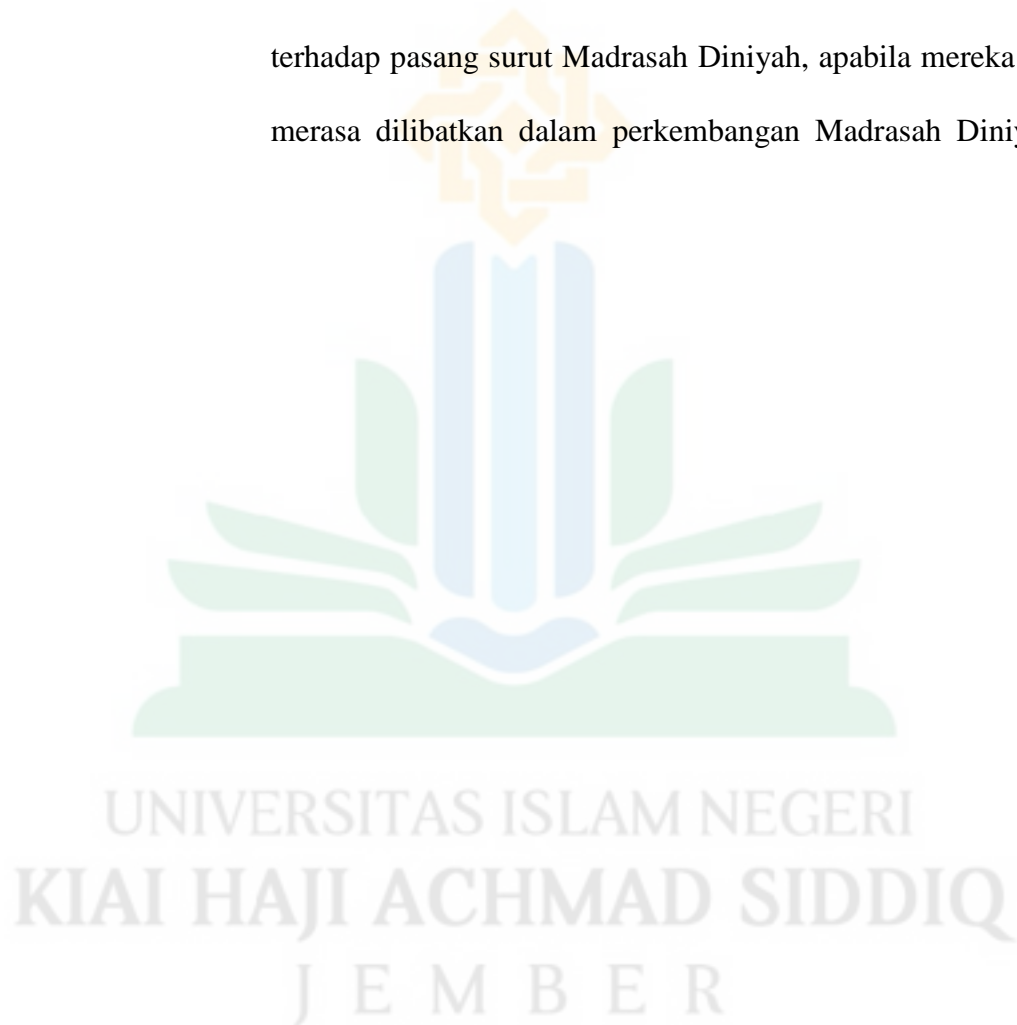 terhadap pasang surut Madrasah Diniyah, apabila mereka
merasa dilibatkan dalam perkembangan Madrasah
UNIVERSITAS ISLAM NEGERI
KIAI HAJI ACHMAD SIDDIQ
JEMBER